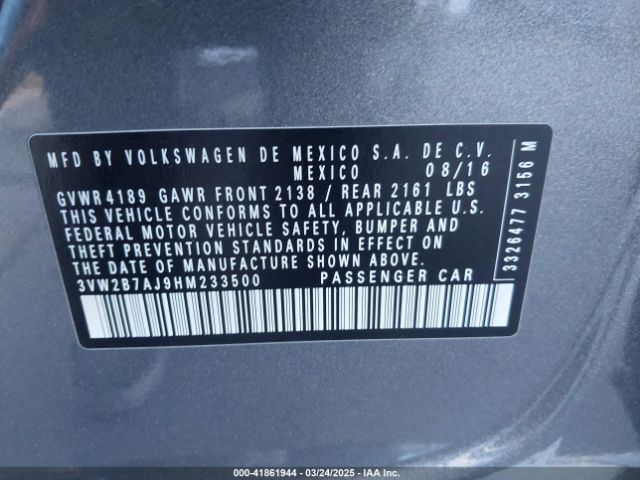 MFD BY VOLKSWAGEN DE MEXICO S.A. DE C.V.
MEXICO 08/16
GVWR 4189 GAWR FRONT 2138 / REAR 2161 LBS
THIS VEHICLE CONFORMS TO ALL APPLICABLE U.S.
FEDERAL MOTOR VEHICLE SAFETY, BUMPER AND
THEFT PREVENTION STANDARDS IN EFFECT ON
THE DATE OF MANUFACTURE SHOWN ABOVE.
3VW2B7AJ9HM233500 PASSENGER CAR
3326477 3156 M
000-41861944 | 03/24/2025 | IAA Inc.